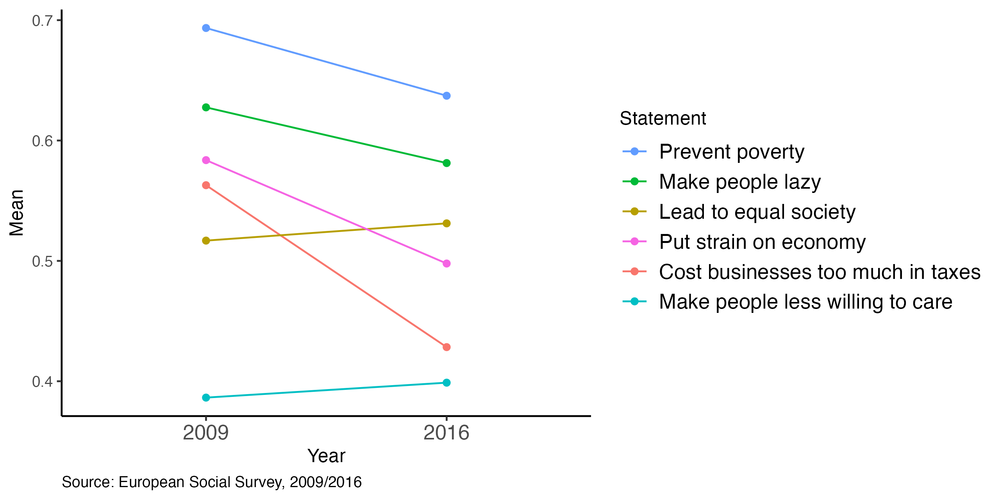 0.7
0.6
0.5
0.4
Mean
2009
2016
Year
Source: European Social Survey, 2009/2016
Statement
Prevent poverty
Make people lazy
Lead to equal society
Put strain on economy
Cost businesses too much in taxes
Make people less willing to care